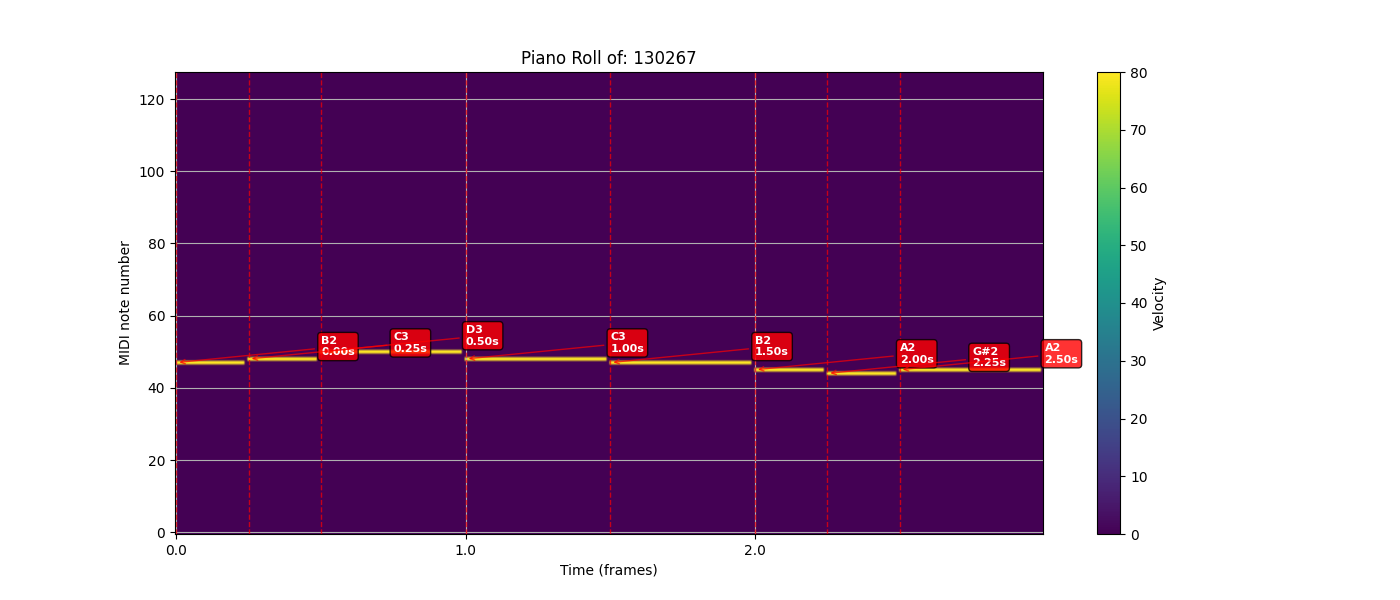 Piano Roll of: 130267
MIDI note number
120
100
80
60
40
20
0
B2
0.00s
C3
0.25s
D3
0.50s
C3
1.00s
B2
1.50s
A2
2.00s
G#2
2.25s
A2
2.50s
0.0
1.0
2.0
Time (frames)
80
70
60
50
40
30
20
10
0
Velocity